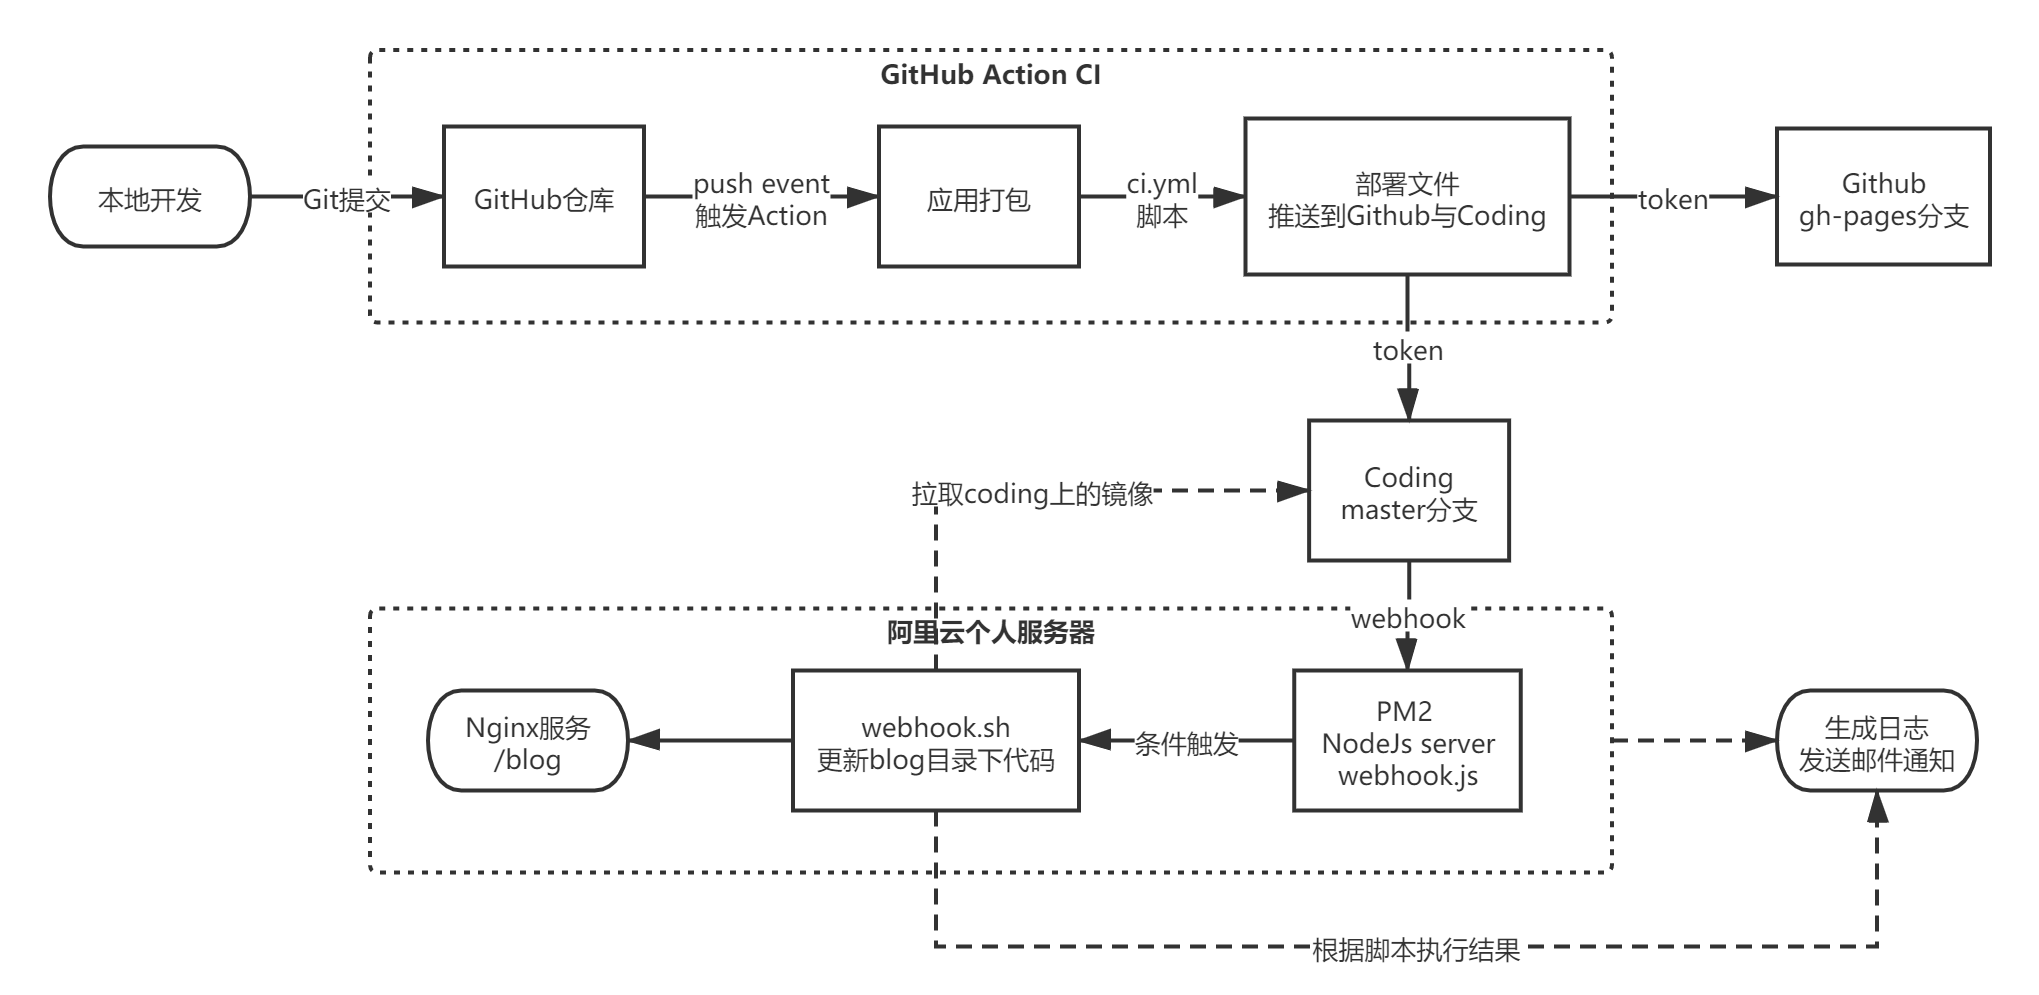 GitHub Action CI
本地开发
Git提交
GitHub仓库
push event
触发Action
应用打包
ci.yml
脚本
部署文件
推送到Github与Coding
token
Github
gh-pages分支
token
Coding
master分支
拉取coding上的镜像
webhook
阿里云个人服务器
Nginx服务
/blog
webhook.sh
更新blog目录下代码
条件触发
PM2
NodeJs server
webhook.js
生成日志
发送邮件通知
根据脚本执行结果